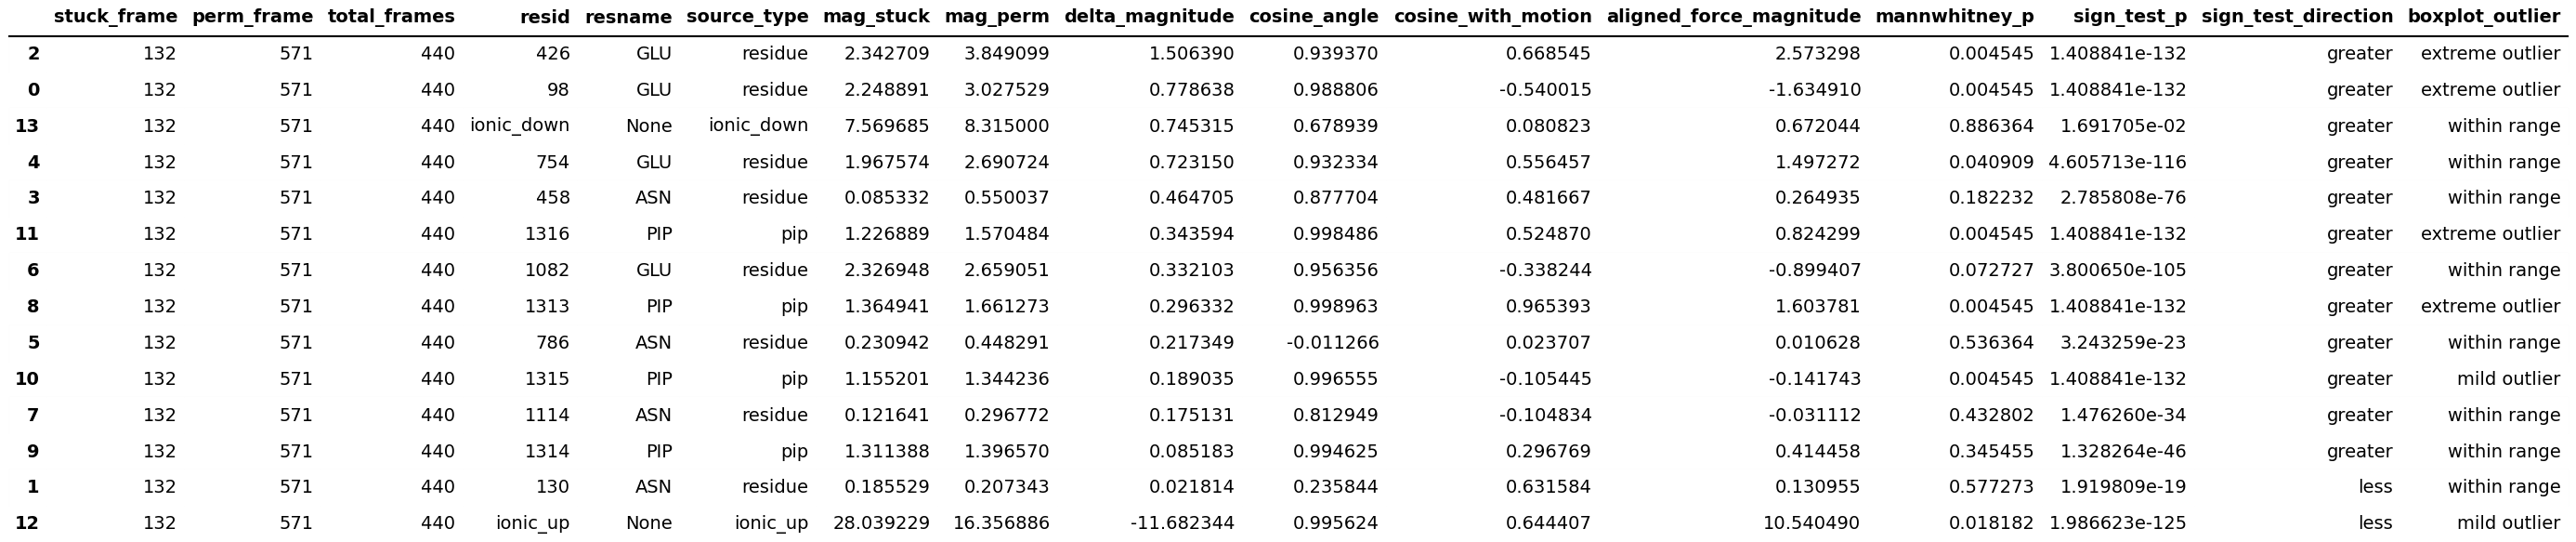 stuck_frame perm_frame total_frames resid resname source_type mag_stuck mag_perm delta_magnitude cosine_angle cosine_with_motion aligned_force_magnitude mannwhitney_p sign_test_p sign_test_direction boxplot_outlier
2 132 571 440 426 GLU residue 2.342709 3.849099 1.506390 0.939370 0.668545 2.573298 0.004545 1.408841e-132 greater extreme outlier
0 132 571 440 98 GLU residue 2.248891 3.027529 0.778638 0.988806 -0.540015 -1.634910 0.004545 1.408841e-132 greater extreme outlier
13 132 571 440 ionic_down None ionic_down 7.569685 8.315000 0.745315 0.678939 0.080823 0.672044 0.886364 1.691705e-02 greater within range
4 132 571 440 754 GLU residue 1.967574 2.690724 0.723150 0.932334 0.556457 1.497272 0.040909 4.605713e-116 greater within range
3 132 571 440 458 ASN residue 0.085332 0.550037 0.464705 0.877704 0.481667 0.264935 0.182232 2.785808e-76 greater within range
11 132 571 440 1316 PIP pip 1.226889 1.570484 0.343594 0.998486 0.524870 0.824299 0.004545 1.408841e-132 greater extreme outlier
6 132 571 440 1082 GLU residue 2.326948 2.659051 0.332103 0.956356 -0.338244 -0.899407 0.072727 3.800650e-105 greater within range
8 132 571 440 1313 PIP pip 1.364941 1.661273 0.296332 0.998963 0.965393 1.603781 0.004545 1.408841e-132 greater extreme outlier
5 132 571 440 786 ASN residue 0.230942 0.448291 0.217349 -0.011266 0.023707 0.010628 0.536364 3.243259e-23 greater within range
10 132 571 440 1315 PIP pip 1.155201 1.344236 0.189035 0.996555 -0.105445 -0.141743 0.004545 1.408841e-132 greater mild outlier
7 132 571 440 1114 ASN residue 0.121641 0.296772 0.175131 0.812949 -0.104834 -0.031112 0.432802 1.476260e-34 greater within range
9 132 571 440 1314 PIP pip 1.311388 1.396570 0.085183 0.994625 0.296769 0.414458 0.345455 1.328264e-46 greater within range
1 132 571 440 130 ASN residue 0.185529 0.207343 0.021814 0.235844 0.631584 0.130955 0.577273 1.919809e-19 less within range
12 132 571 440 ionic_up None ionic_up 28.039229 16.356886 -11.682344 0.995624 0.644407 10.540490 0.018182 1.986623e-125 less mild outlier